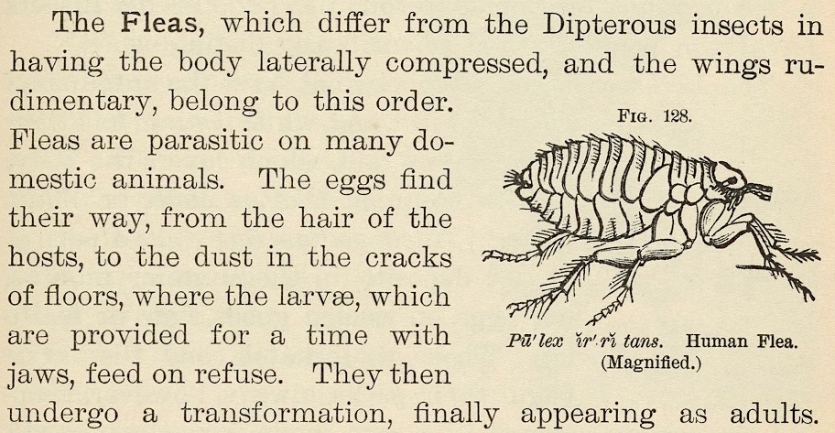 The Fleas, which differ from the Dipterous insects in
having the body laterally compressed, and the wings ru-
dimentary, belong to this order.
Fleas are parasitic on many do-
mestic animals. The eggs find
their way, from the hair of the
hosts, to the dust in the cracks
of floors, where the larvæ, which
are provided for a time with
jaws, feed on refuse. They then
undergo a transformation, finally appearing as adults.
Fig. 128.
Pū′lex ĭr′rĭ tans. Human Flea.
(Magnified.)